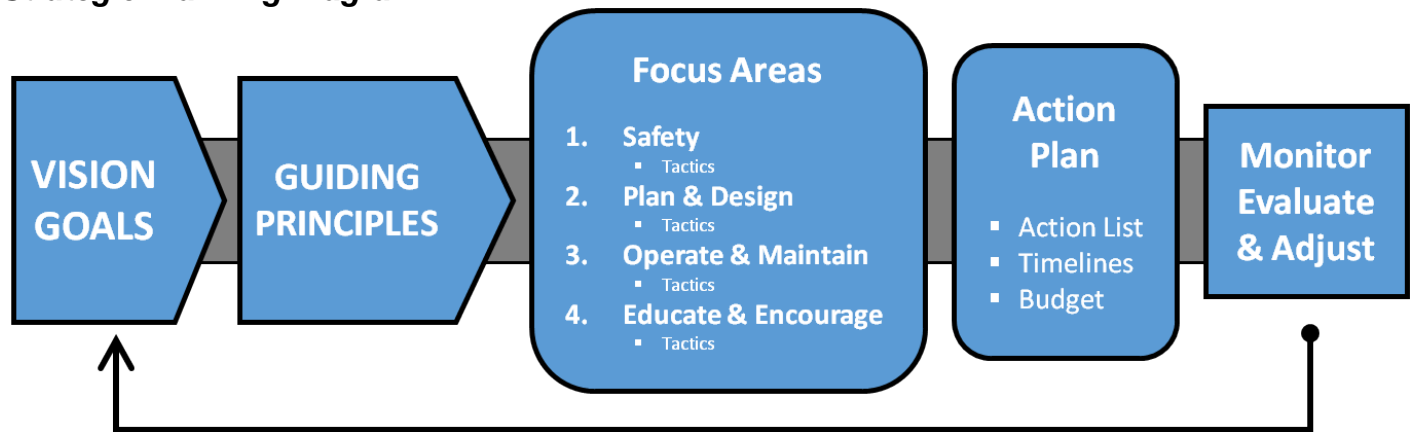 VISION
GOALS
GUIDING
PRINCIPLES
Focus Areas
1. Safety
▪ Tactics
2. Plan & Design
▪ Tactics
3. Operate & Maintain
▪ Tactics
4. Educate & Encourage
▪ Tactics
Action
Plan
▪ Action List
▪ Timelines
▪ Budget
Monitor
Evaluate
& Adjust